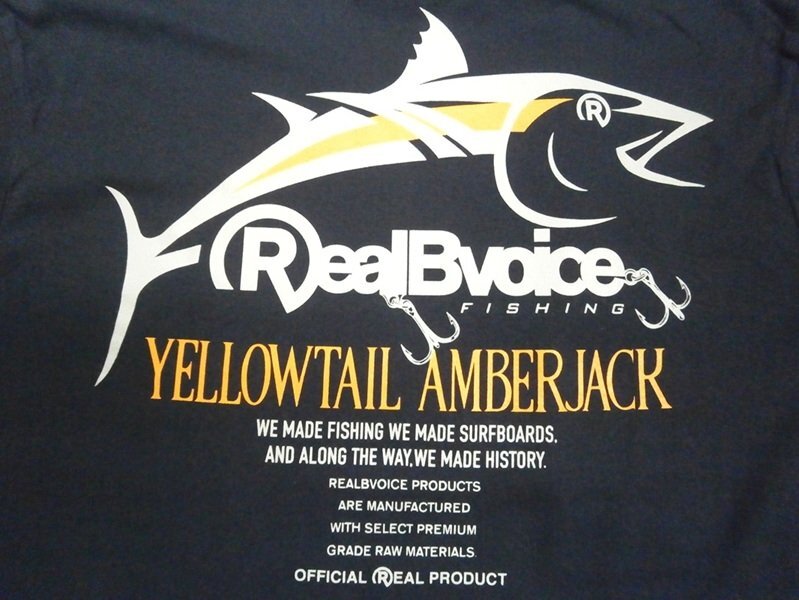 R
RealBvoice
FISHING
YELLOWTAIL AMBERJACK
WE MADE FISHING WE MADE SURFBOARDS.
AND ALONG THE WAY.WE MADE HISTORY.
REALBVOICE PRODUCTS
ARE MANUFACTURED
WITH SELECT PREMIUM
GRADE RAW MATERIALS
OFFICIAL REAL PRODUCT